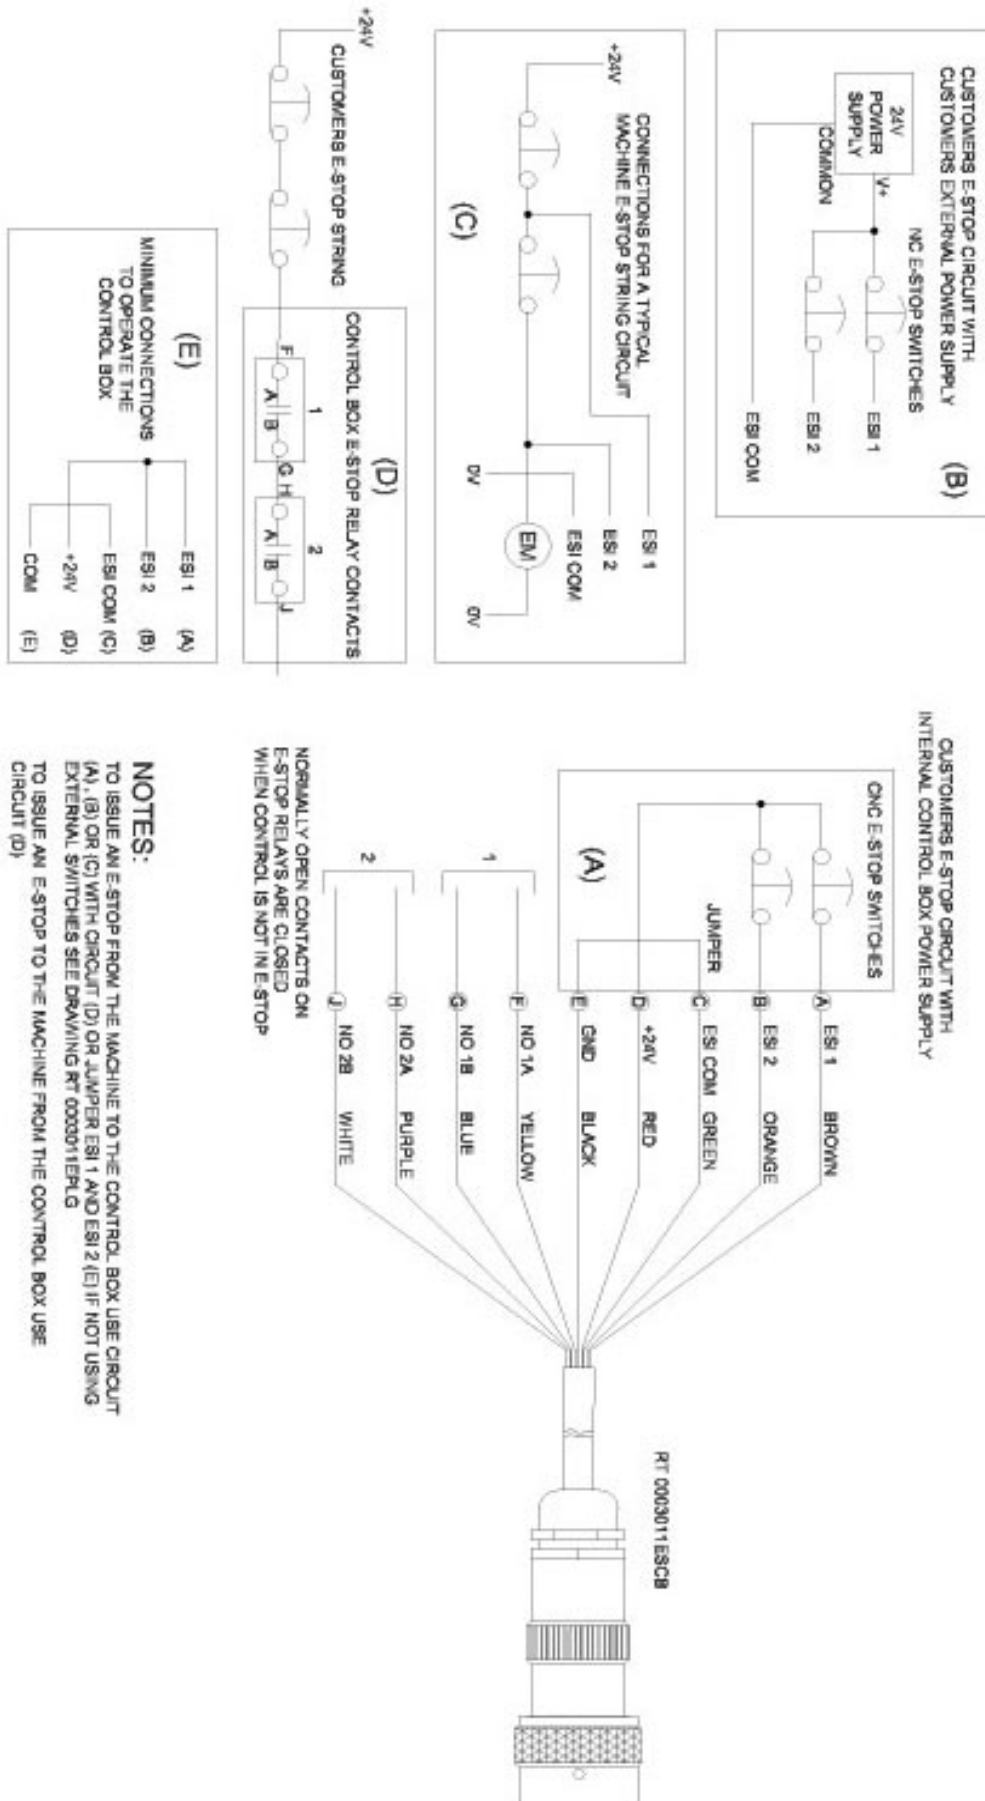 CUSTOMERS E-STOP CIRCUIT WITH
CUSTOMERS EXTERNAL POWER SUPPLY
(B)
24V
POWER
SUPPLY
V+
COMMON
NC E-STOP SWITCHES
ESI 1
ESI 2
ESI COM
CONNECTIONS FOR A TYPICAL
MACHINE E-STOP STRING CIRCUIT
+24V
(C)
ESI 1
ESI 2
ESI COM
0V
EM
0V
+24V
CUSTOMERS E-STOP STRING
(D)
CONTROL BOX E-STOP RELAY CONTACTS
1
2
F
A
B
G
H
A
B
J
(E)
MINIMUM CONNECTIONS
TO OPERATE THE
CONTROL BOX
ESI 1 (A)
ESI 2 (B)
ESI COM (C)
+24V (D)
COM (E)
CUSTOMERS E-STOP CIRCUIT WITH
INTERNAL CONTROL BOX POWER SUPPLY
CNC E-STOP SWITCHES
(A)
JUMPER
A ESI 1 BROWN
B ESI 2 ORANGE
C ESI COM GREEN
D +24V RED
E GND BLACK
F NO 1A YELLOW
G NO 1B BLUE
H NO 2A PURPLE
J NO 2B WHITE
1
2
NORMALLY OPEN CONTACTS ON
E-STOP RELAYS ARE CLOSED
WHEN CONTROL IS NOT IN E-STOP
RT 0003011ESCB
NOTES:
TO ISSUE AN E-STOP FROM THE MACHINE TO THE CONTROL BOX USE CIRCUIT
(A), (B) OR (C) WITH CIRCUIT (D) OR JUMPER ESI 1 AND ESI 2 (E) IF NOT USING
EXTERNAL SWITCHES SEE DRAWING RT 0003011EPLG
TO ISSUE AN E-STOP TO THE MACHINE FROM THE CONTROL BOX USE
CIRCUIT (D)